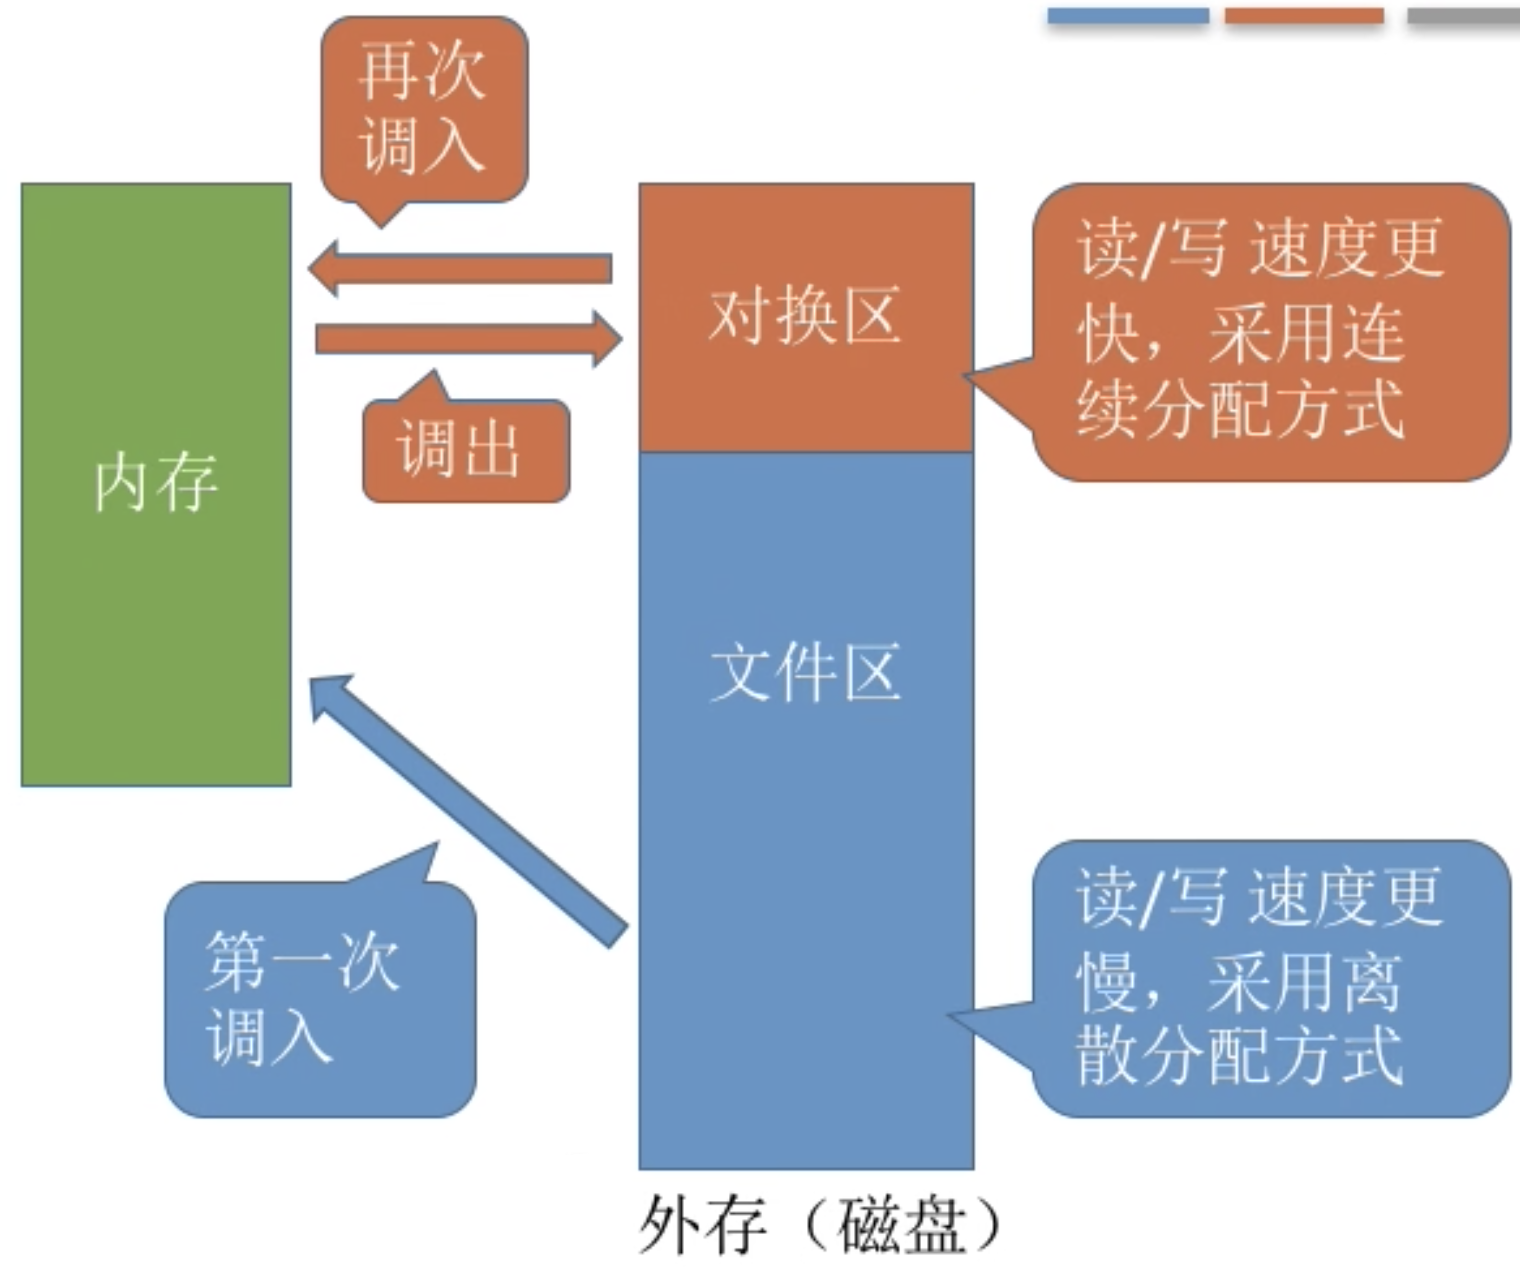 再次
调入
读/写 速度更
快，采用连
续分配方式
对换区
调出
内存
文件区
第一次
调入
读/写 速度更
慢，采用离
散分配方式
外存（磁盘）